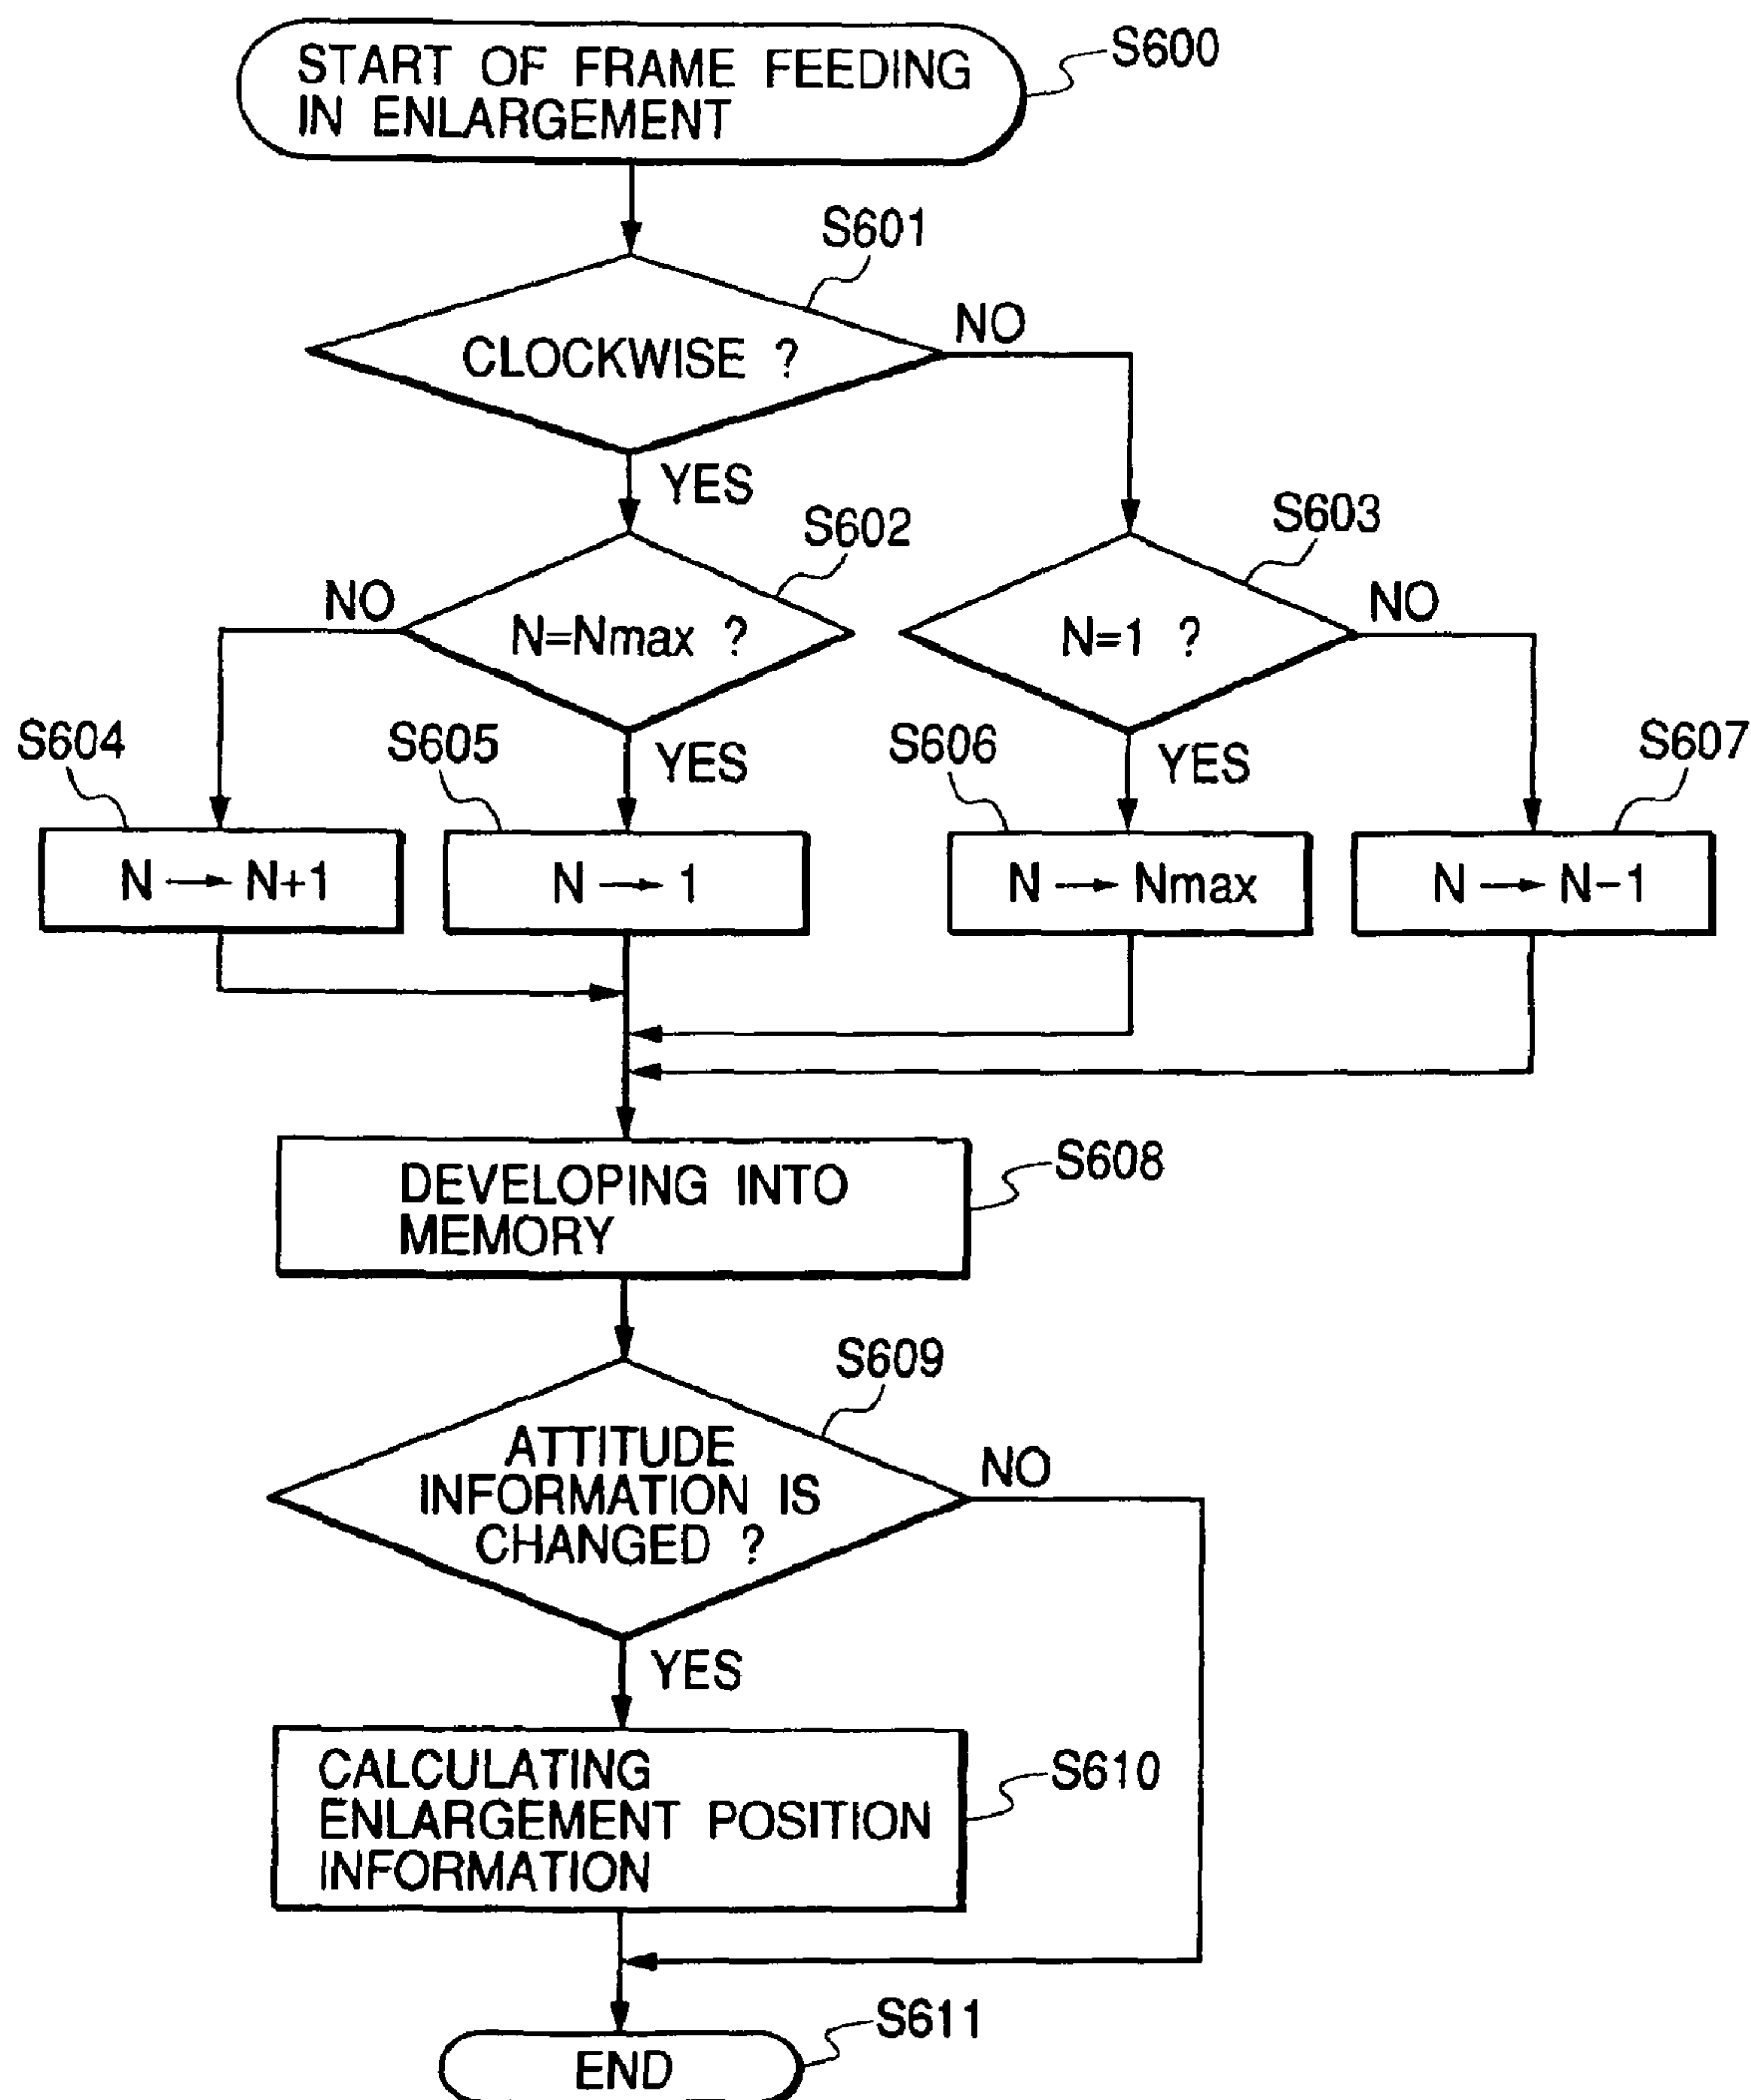 START OF FRAME FEEDING
IN ENLARGEMENT
S600
S601
CLOCKWISE ?
NO
YES
S602
S603
NO
N=Nmax ?
N=1 ?
NO
S604
S605
YES
S606
YES
S607
N → N+1
N → 1
N → Nmax
N → N-1
DEVELOPING INTO
MEMORY
S608
S609
ATTITUDE
INFORMATION IS
CHANGED ?
NO
YES
CALCULATING
ENLARGEMENT POSITION
INFORMATION
S610
S611
END